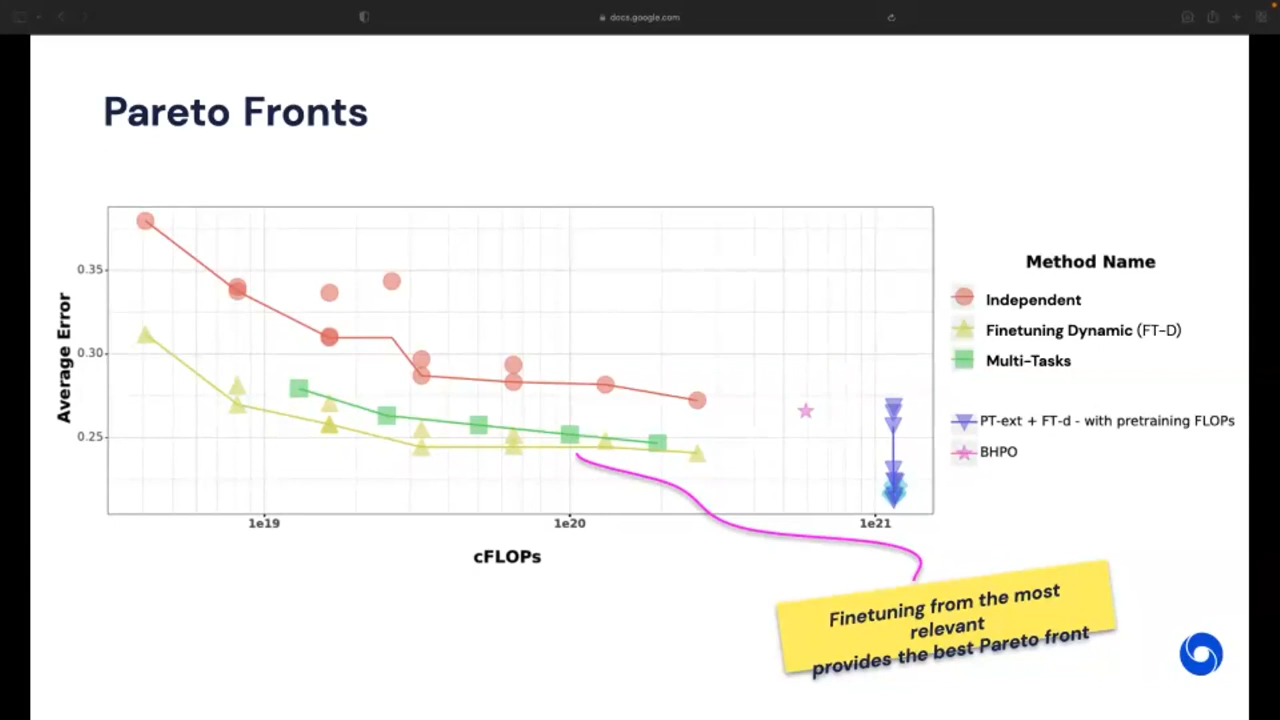 docs.google.com
Pareto Fronts
0.35
0.30
0.25
Average Error
1e19
1e20
1e21
cFLOPs
Method Name
Independent
Finetuning Dynamic (FT-D)
Multi-Tasks
PT-ext + FT-d - with pretraining FLOPs
BHPO
Finetuning from the most
relevant
provides the best Pareto front